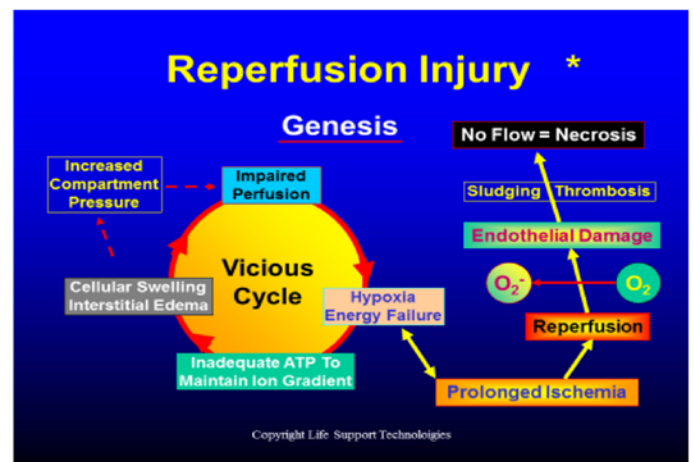 Reperfusion Injury *
Genesis
No Flow = Necrosis
Increased
Compartment
Pressure
Impaired
Perfusion
Sludging Thrombosis
Endothelial Damage
Vicious
Cycle
O2-
O2
Cellular Swelling
Interstitial Edema
Hypoxia
Energy Failure
Reperfusion
Inadequate ATP To
Maintain Ion Gradient
Prolonged Ischemia
Copyright Life Support Technoloigies